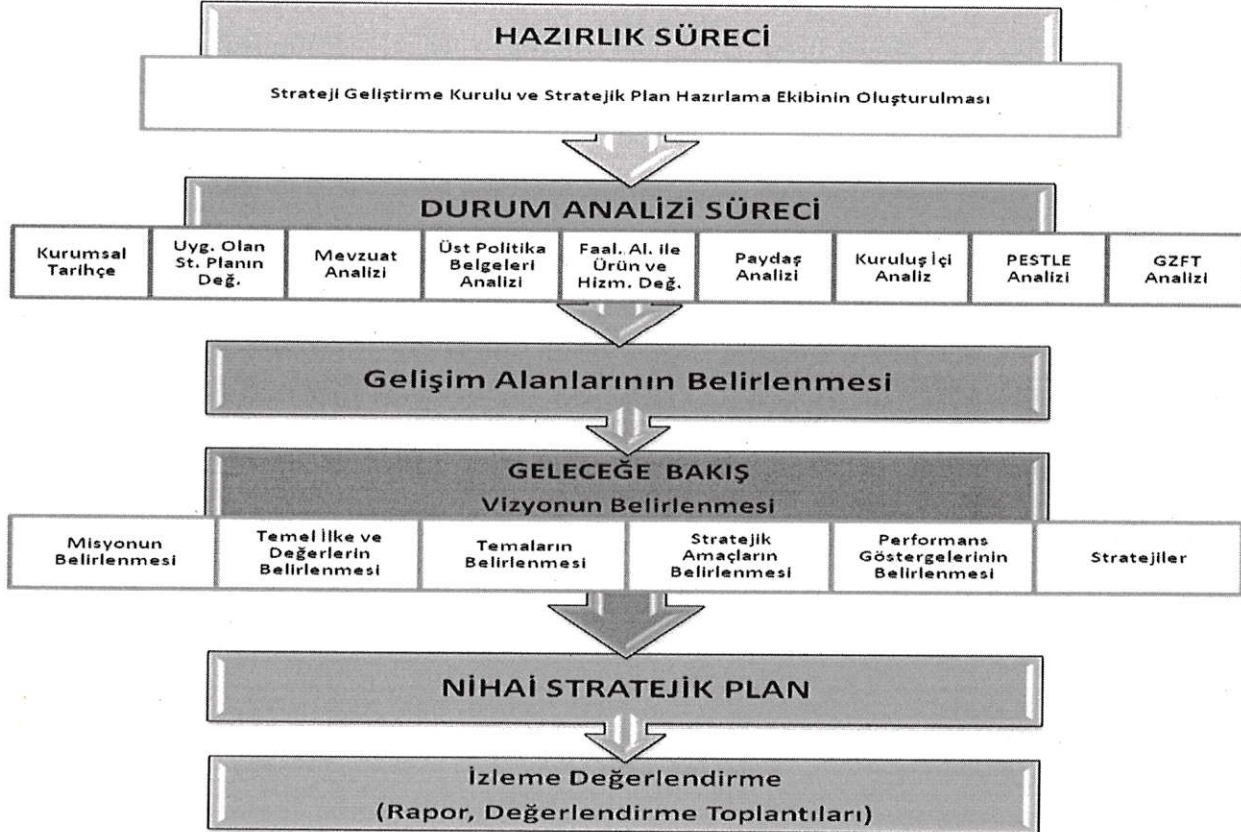 HAZIRLIK SÜRECİ
Strateji Geliştirme Kurulu ve Stratejik Plan Hazırlama Ekibinin Oluşturulması
DURUM ANALİZİ SÜRECİ
Kurumsal
Tarihçe
Uyg. Olan
St. Planın
Değ.
Mevzuat
Analizi
Üst Politika
Belgeleri
Analizi
Faal. Al. ile
Ürün ve
Hizm. Değ.
Paydaş
Analizi
Kuruluş İçi
Analiz
PESTLE
Analizi
GZFT
Analizi
Gelişim Alanlarının Belirlenmesi
GELECEĞE BAKIŞ
Vizyonun Belirlenmesi
Misyonun
Belirlenmesi
Temel İlke ve
Değerlerin
Belirlenmesi
Temaların
Belirlenmesi
Stratejik
Amaçların
Belirlenmesi
Performans
Göstergelerinin
Belirlenmesi
Stratejiler
NİHAİ STRATEJİK PLAN
İzleme Değerlendirme
(Rapor, Değerlendirme Toplantıları)